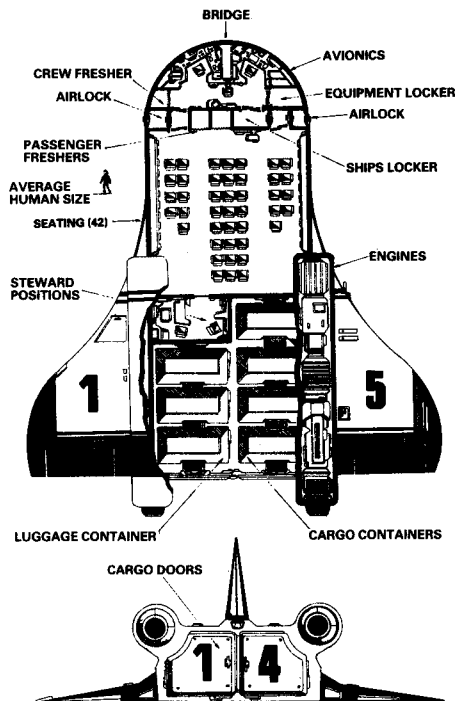 BRIDGE
AVIONICS
CREW FRESHER
EQUIPMENT LOCKER
AIRLOCK
AIRLOCK
PASSENGER
FRESHERS
SHIPS LOCKER
AVERAGE
HUMAN SIZE
SEATING (42)
ENGINES
STEWARD
POSITIONS
1
5
LUGGAGE CONTAINER
CARGO CONTAINERS
CARGO DOORS
1
4